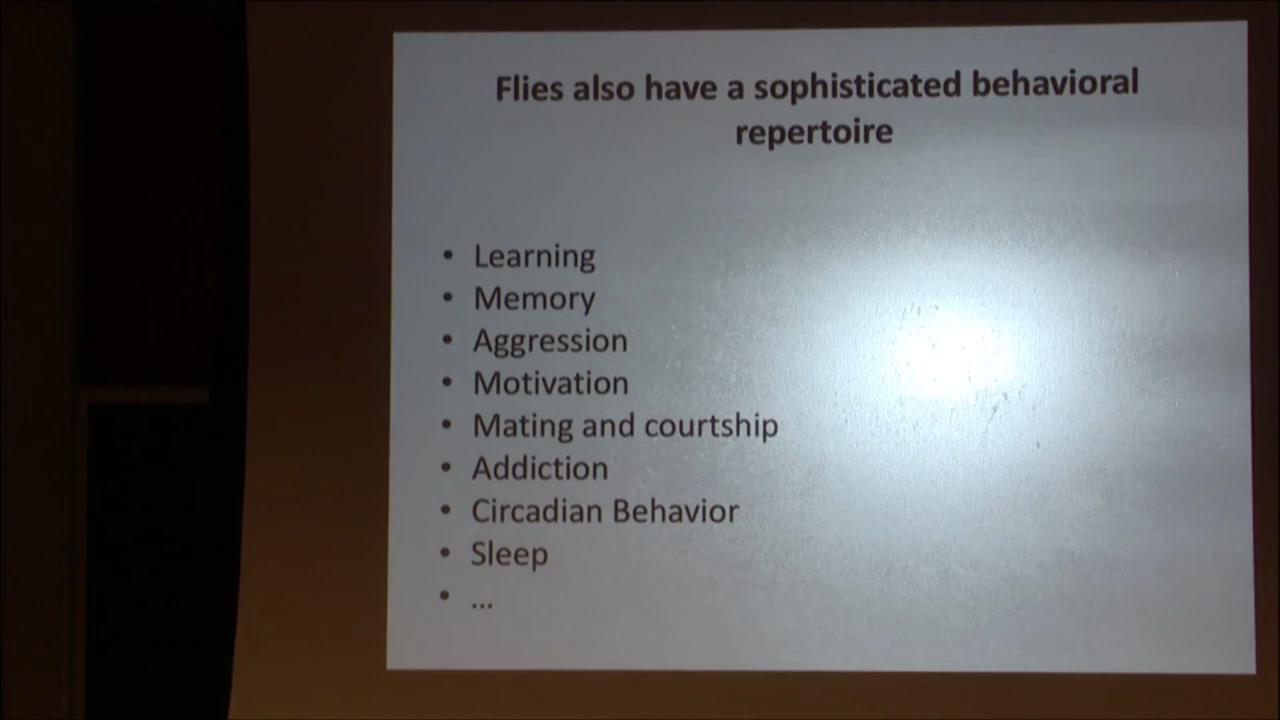 Flies also have a sophisticated behavioral
repertoire
• Learning
• Memory
• Aggression
• Motivation
• Mating and courtship
• Addiction
• Circadian Behavior
• Sleep
• ...